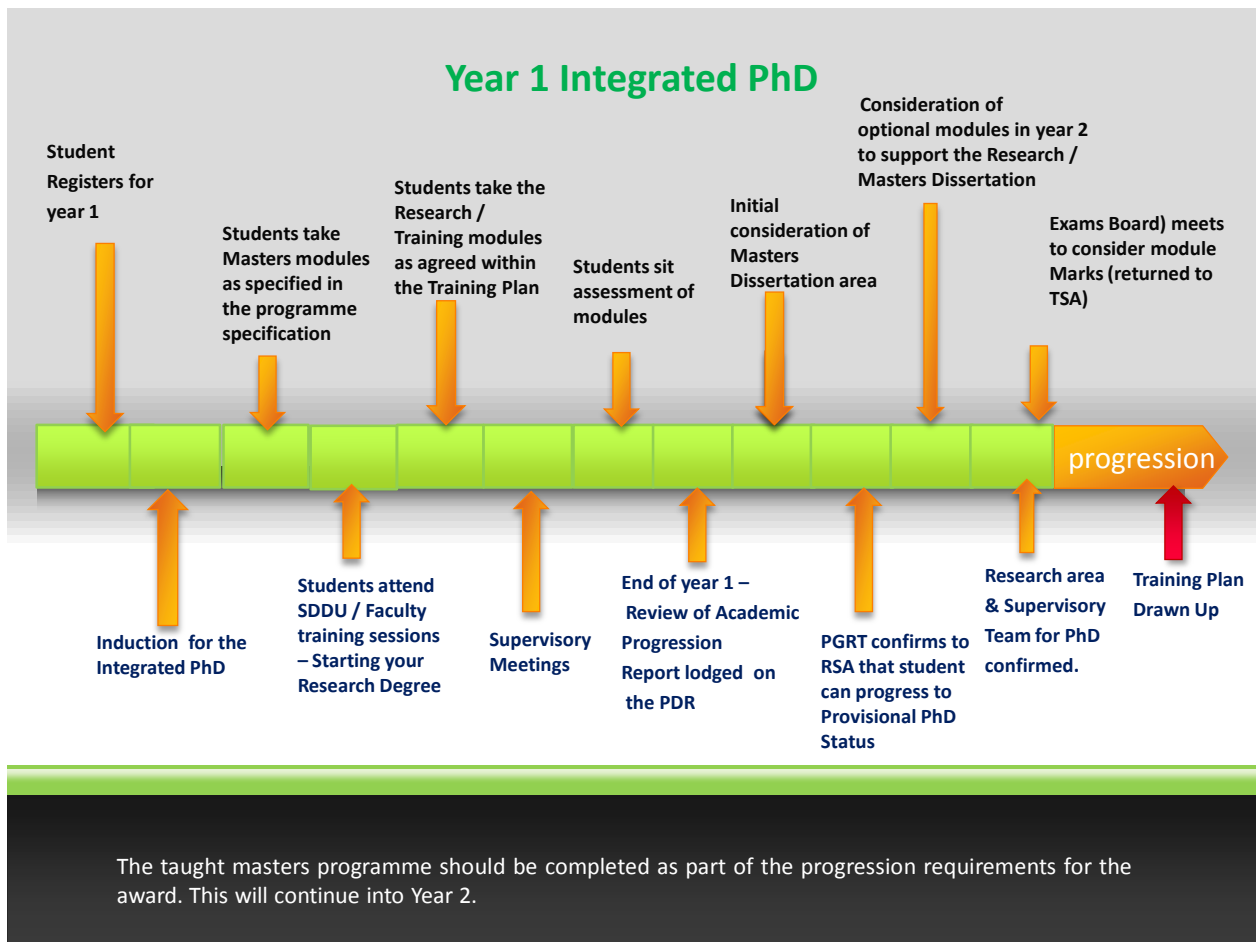 Year 1 Integrated PhD
Student
Registers for
year 1
Students take
Masters modules
as specified in
the programme
specification
Students take the
Research /
Training modules
as agreed within
the Training Plan
Students sit
assessment of
modules
Initial
consideration of
Masters
Dissertation area
Consideration of
optional modules in year 2
to support the Research /
Masters Dissertation
Exams Board) meets
to consider module
Marks (returned to
TSA)
progression
Induction for the
Integrated PhD
Students attend
SDDU / Faculty
training sessions
– Starting your
Research Degree
Supervisory
Meetings
End of year 1 –
Review of Academic
Progression
Report lodged on
the PDR
PGRT confirms to
RSA that student
can progress to
Provisional PhD
Status
Research area
& Supervisory
Team for PhD
confirmed.
Training Plan
Drawn Up
The taught masters programme should be completed as part of the progression requirements for the
award. This will continue into Year 2.